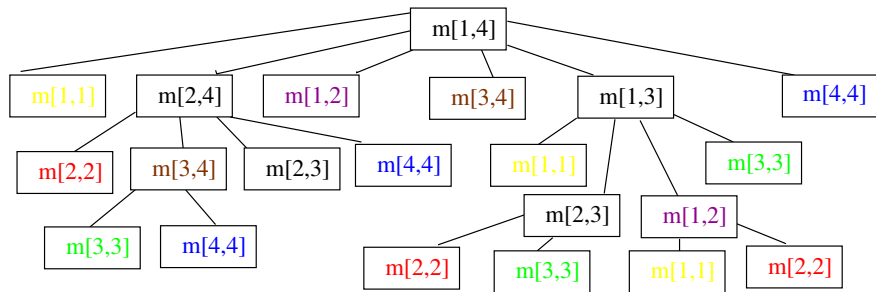 m[1,4]
m[1,1] m[2,4] m[1,2] m[3,4] m[1,3] m[4,4]
m[2,2] m[3,4] m[2,3] m[4,4] m[1,1] m[3,3]
m[2,3] m[1,2]
m[3,3] m[4,4]
m[2,2] m[3,3] m[1,1] m[2,2]